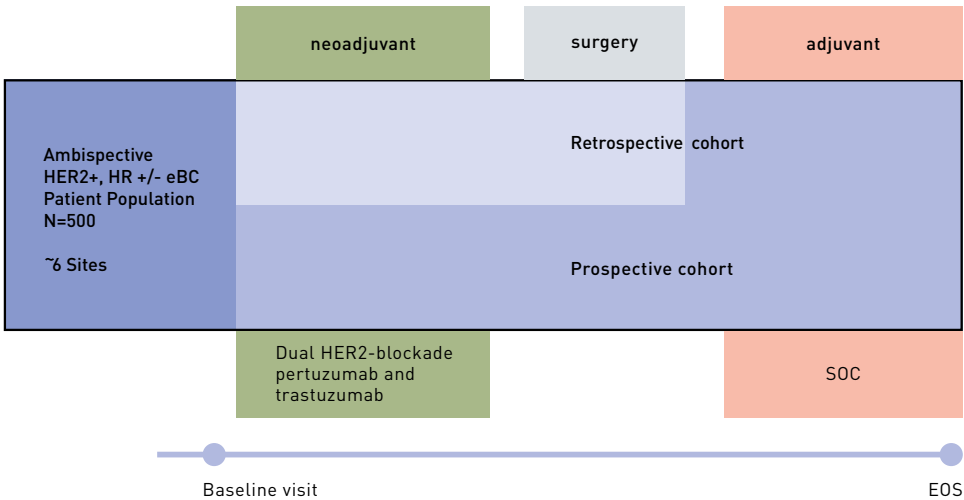 neoadjuvant
surgery
adjuvant
Ambispective
HER2+, HR +/- eBC
Patient Population
N=500
~6 Sites
Retrospective cohort
Prospective cohort
Dual HER2-blockade
pertuzumab and
trastuzumab
SOC
Baseline visit
EOS